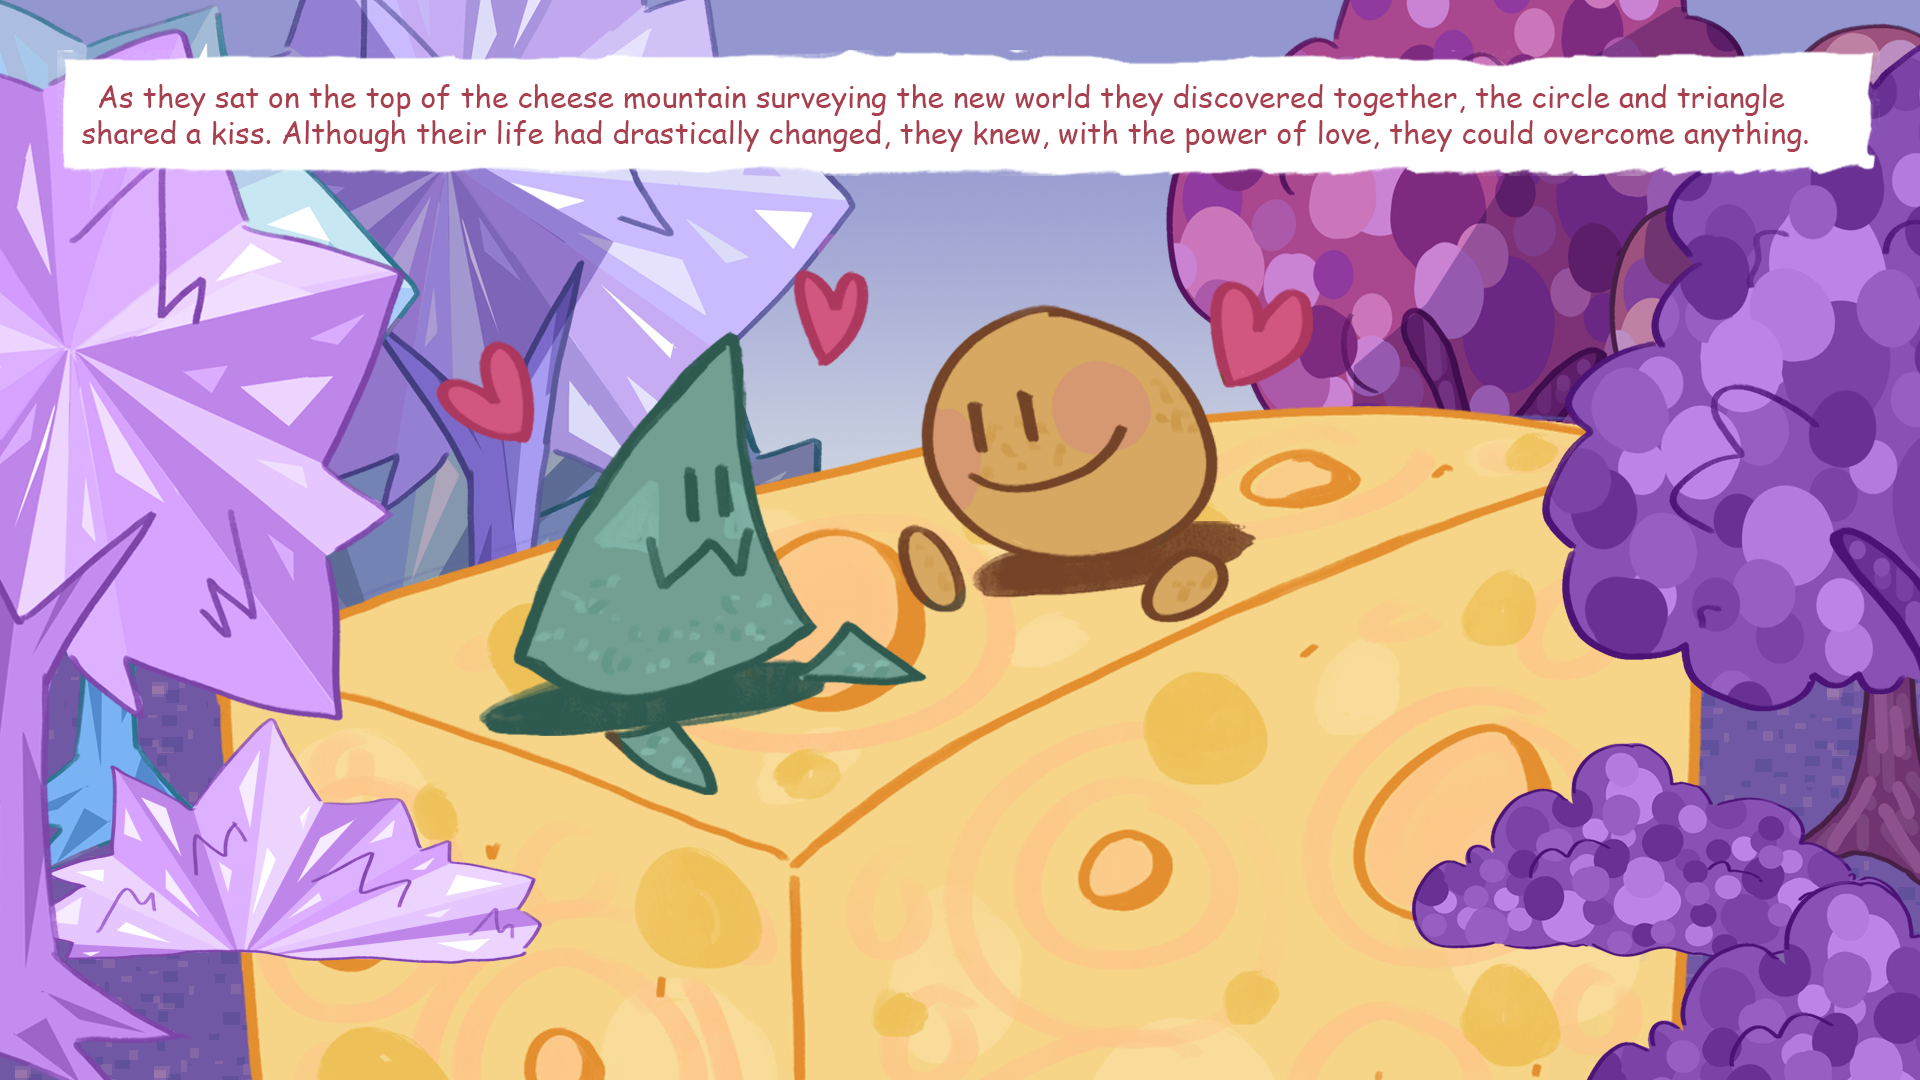 As they sat on the top of the cheese mountain surveying the new world they discovered together, the circle and triangle
shared a kiss. Although their life had drastically changed, they knew, with the power of love, they could overcome anything.